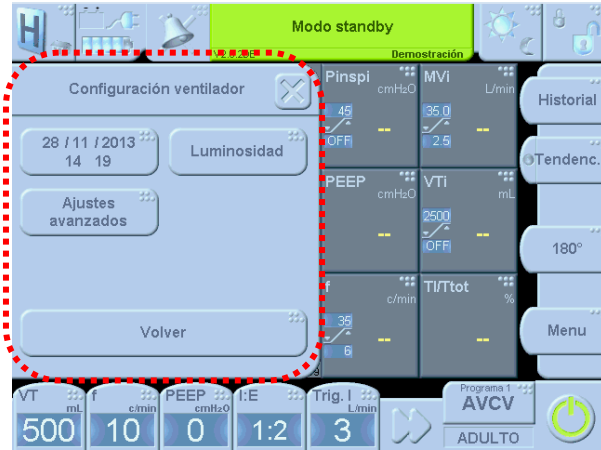 H
Modo standby
Demostración
Configuración ventilador
28 / 11 / 2013
14 19
Luminosidad
Ajustes
avanzados
Volver
Pinspi
cmH2O
45
OFF
--
MVi
L/min
35.0
2.5
--
PEEP
cmH2O
--
VTi
mL
2500
OFF
--
f
c/min
35
6
--
TI/Ttot
%
--
Historial
Tendenc.
180°
Menu
VT
mL
500
f
c/min
10
PEEP
cmH2O
0
I:E
1:2
Trig. I
L/min
3
Programa 1
AVCV
ADULTO